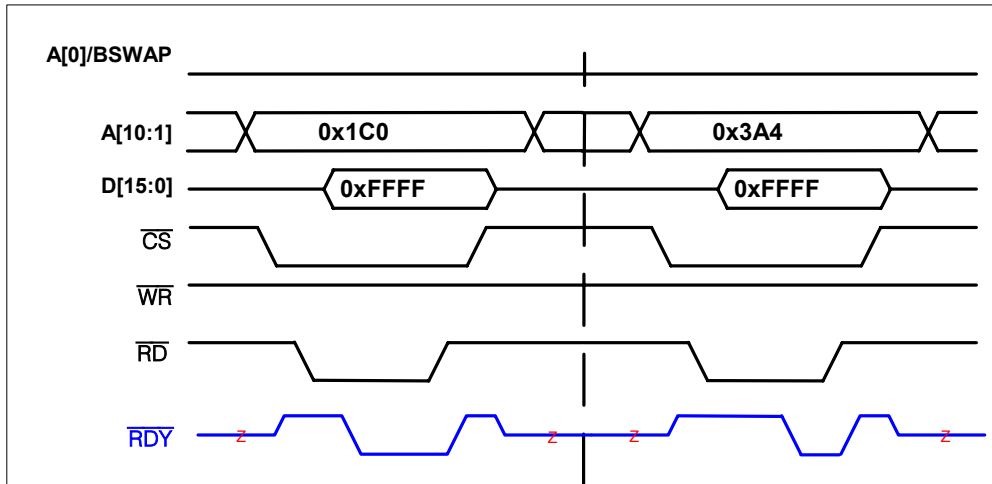 A[0]/BSWAP
A[10:1] 0x1C0 0x3A4
D[15:0] 0xFFFF 0xFFFF
CS
WR
RD
RDY Z Z Z Z